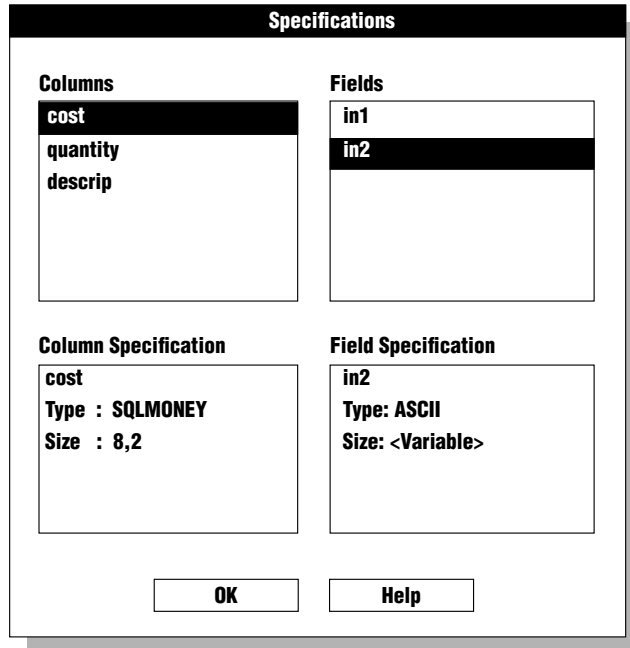 Specifications
Columns
cost
quantity
descrip
Fields
in1
in2
Column Specification
cost
Type : SQLMONEY
Size : 8,2
Field Specification
in2
Type: ASCII
Size: <Variable>
OK
Help